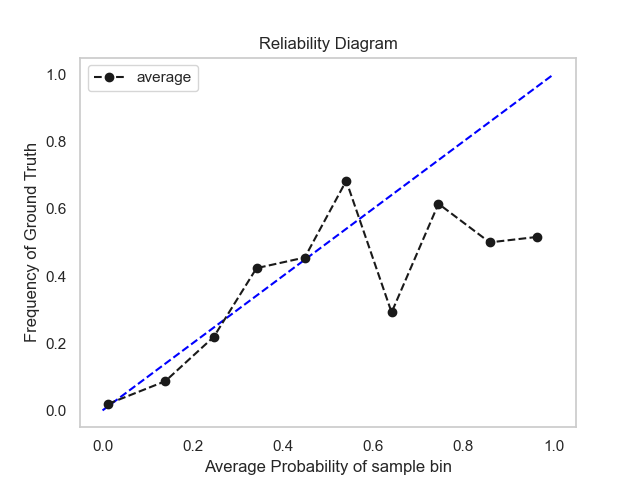 Reliability Diagram
average
1.0
0.8
0.6
0.4
0.2
0.0
Frequency of Ground Truth
0.0 0.2 0.4 0.6 0.8 1.0
Average Probability of sample bin